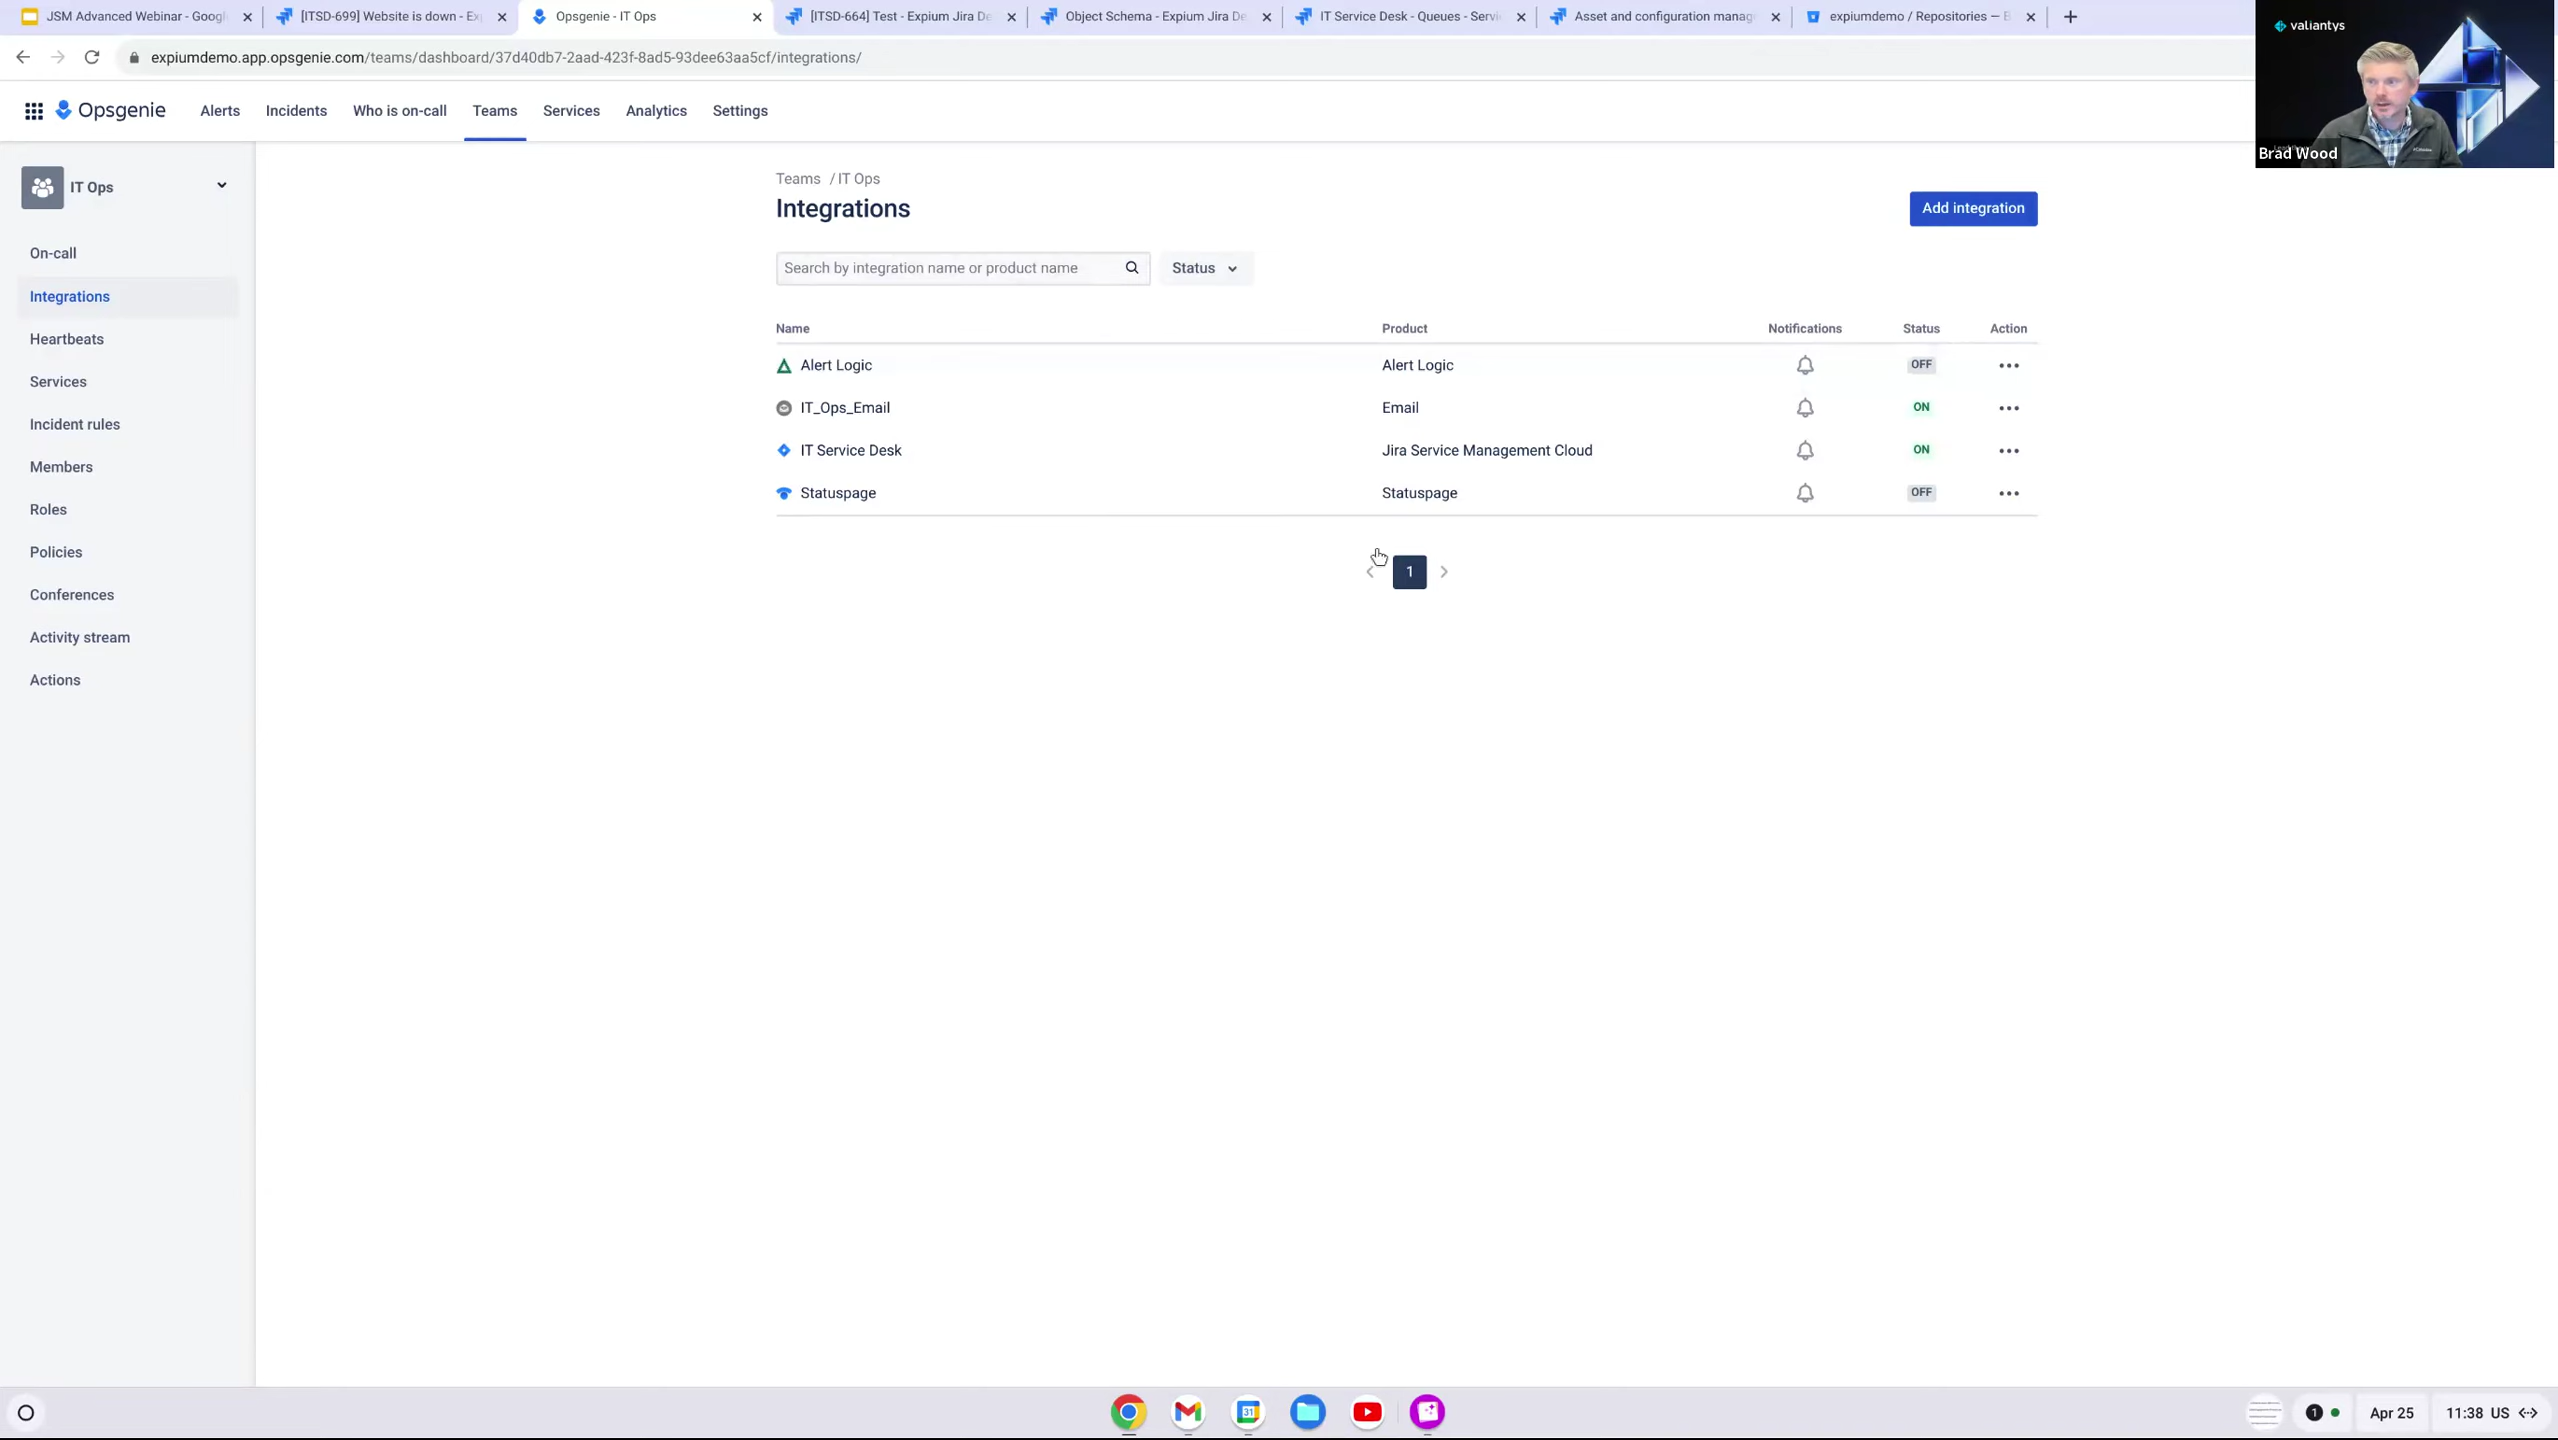 JSM Advanced Webinar - Googl
[ITSD-699] Website is down - Ex
Opsgenie - IT Ops
[ITSD-664] Test - Expium Jira De
Object Schema - Expium Jira De
IT Service Desk - Queues - Servi
Asset and configuration manag
expiumdemo / Repositories — B
expiumdemo.app.opsgenie.com/teams/dashboard/37d40db7-2aad-423f-8ad5-93dee63aa5cf/integrations/
valiantys
Brad Wood
Opsgenie
Alerts
Incidents
Who is on-call
Teams
Services
Analytics
Settings
IT Ops
On-call
Integrations
Heartbeats
Services
Incident rules
Members
Roles
Policies
Conferences
Activity stream
Actions
Teams / IT Ops
Integrations
Add integration
Search by integration name or product name
Status
Name Product Notifications Status Action
Alert Logic Alert Logic OFF
IT_Ops_Email Email ON
IT Service Desk Jira Service Management Cloud ON
Statuspage Statuspage OFF
1
31
1
Apr 25
11:38 US